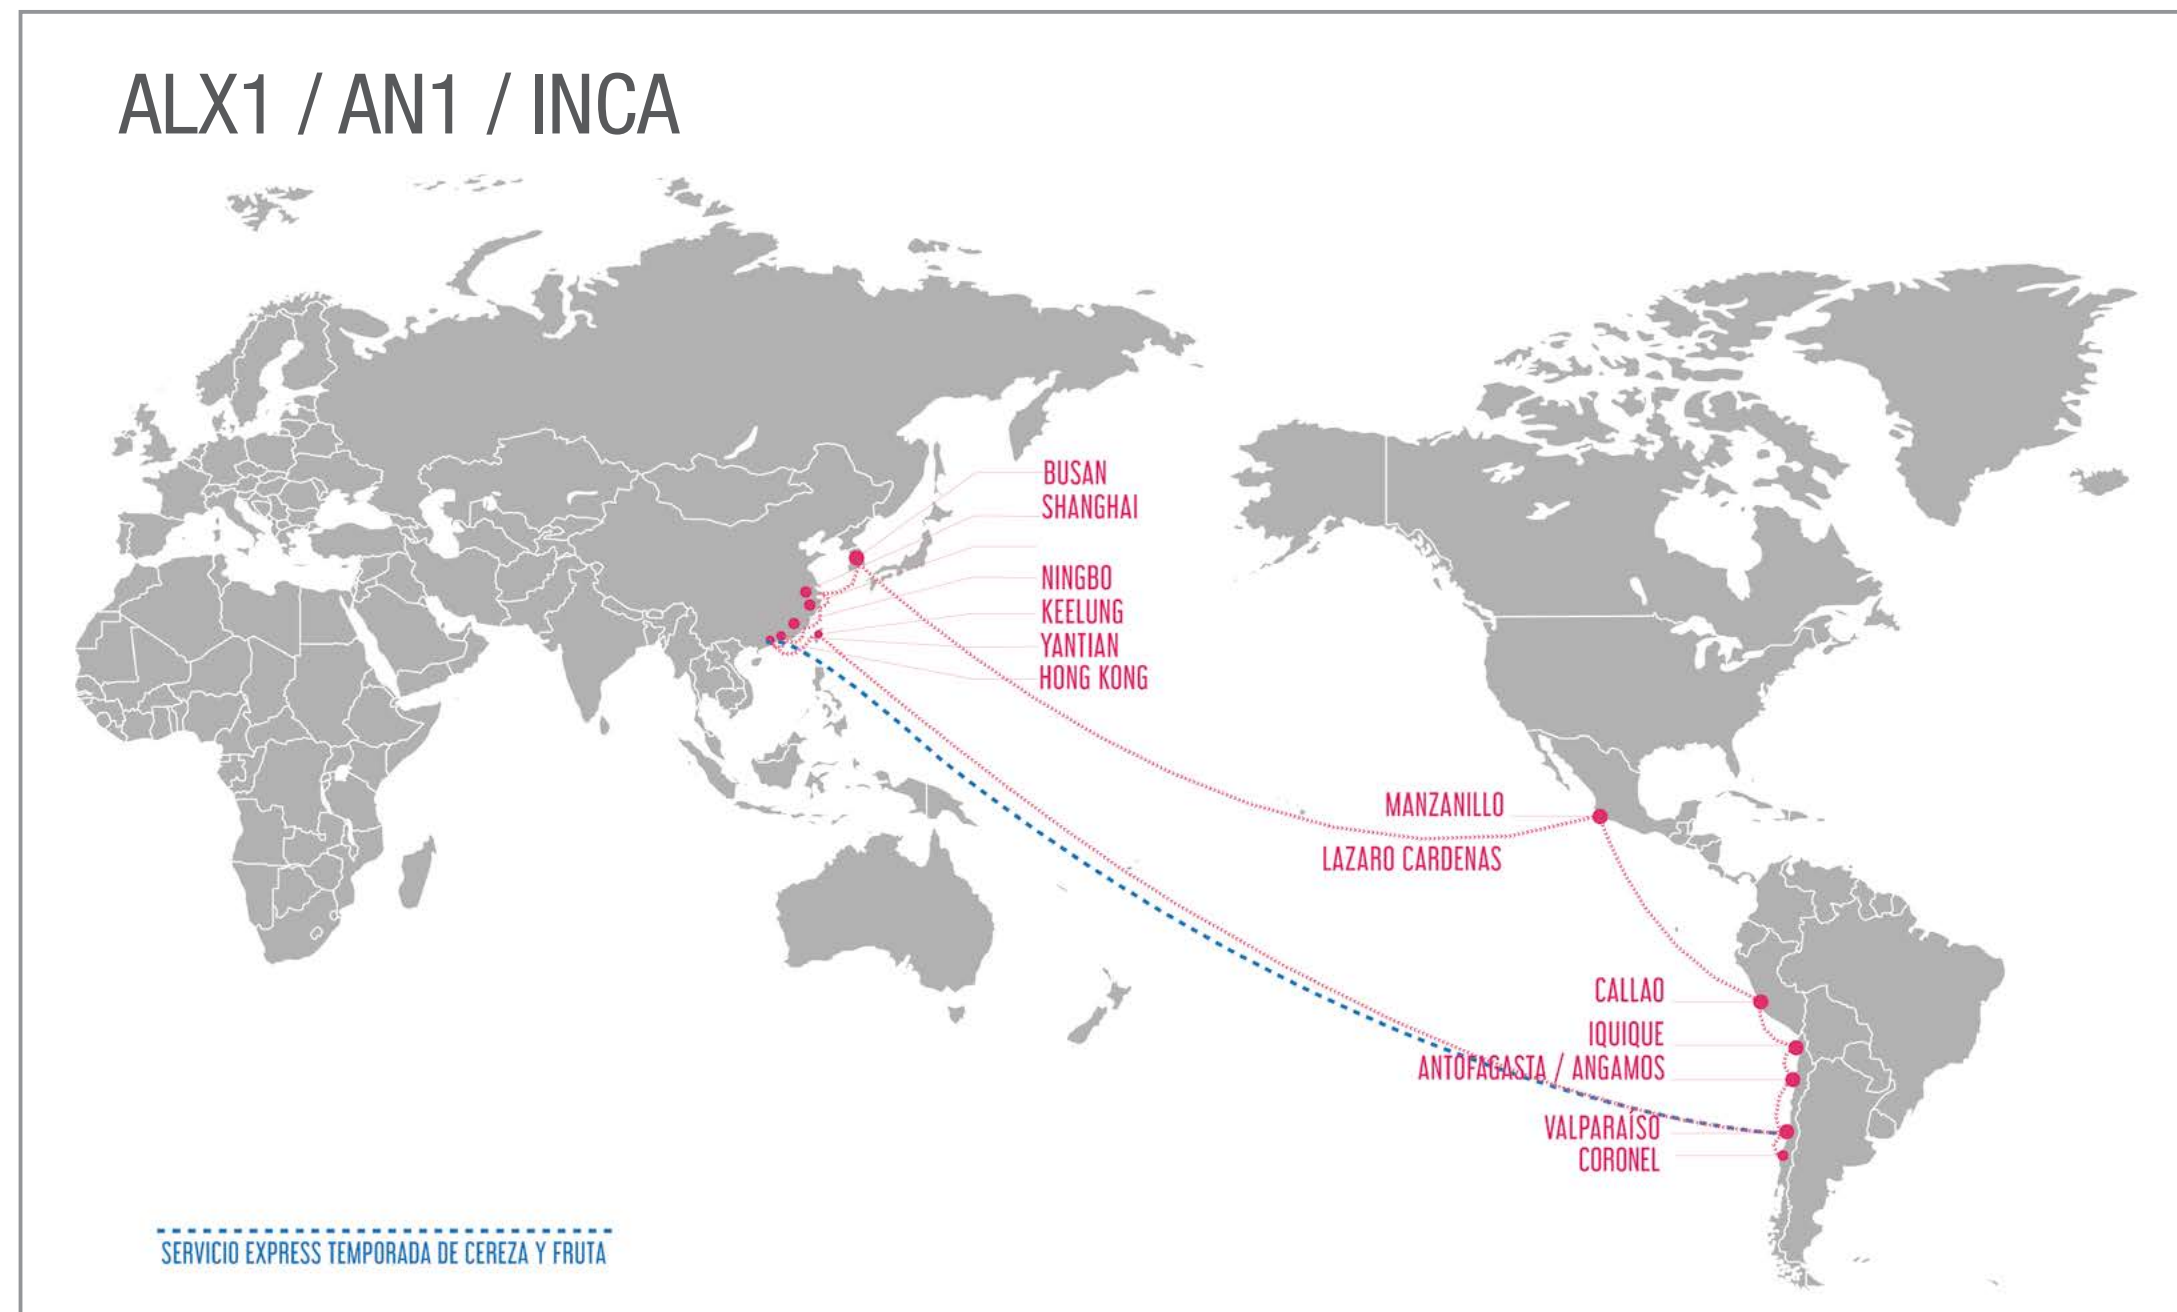 ALX1 / AN1 / INCA
BUSAN
SHANGHAI
NINGBO
KEELUNG
YANTIAN
HONG KONG
MANZANILLO
LAZARO CARDENAS
CALLAO
IQUIQUE
ANTOFAGASTA / ANGAMOS
VALPARAÍSO
CORONEL
SERVICIO EXPRESS TEMPORADA DE CEREZA Y FRUTA